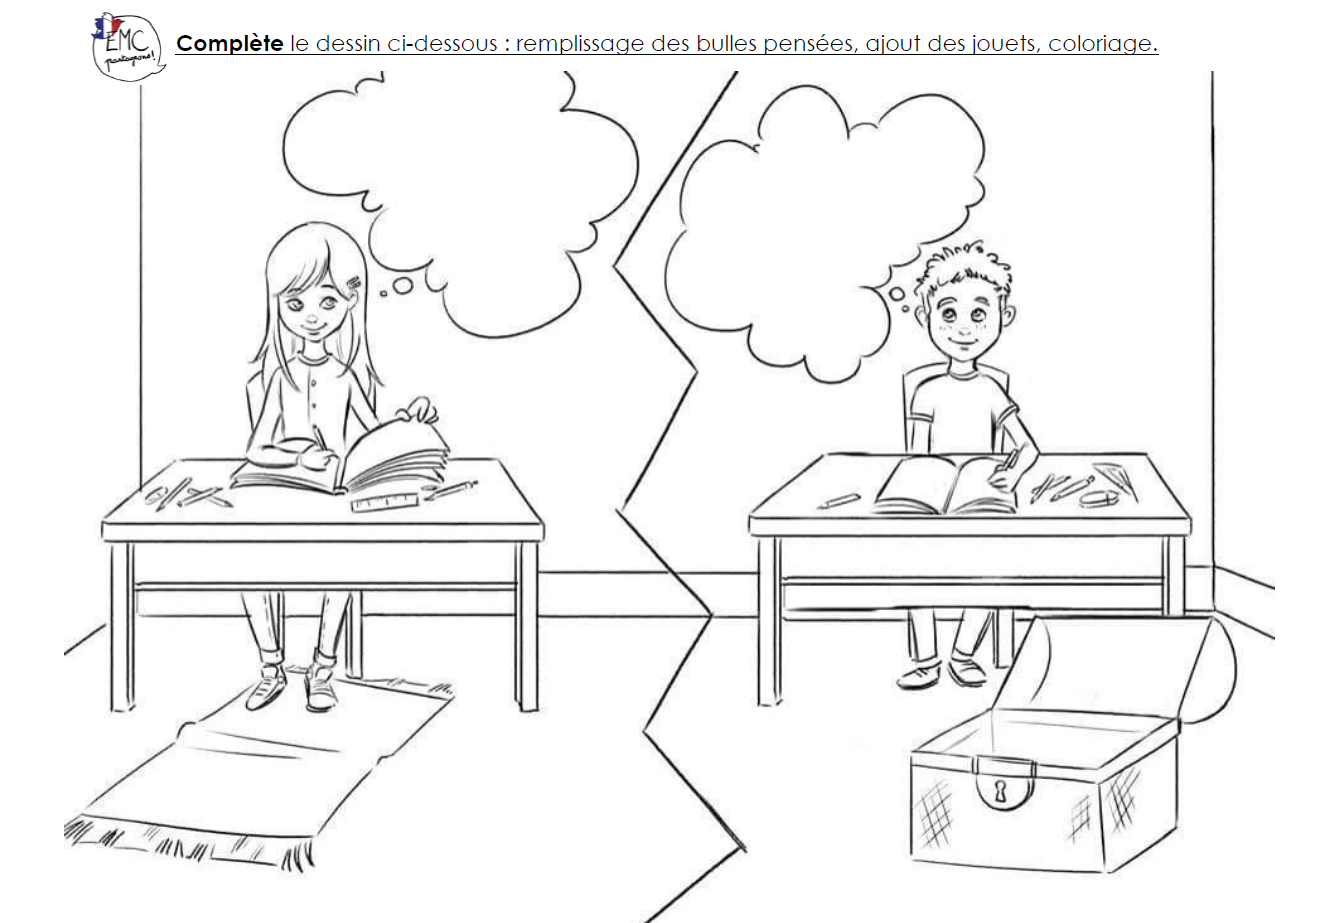 EMC
partageons!
Complète le dessin ci-dessous : remplissage des bulles pensées, ajout des jouets, coloriage.